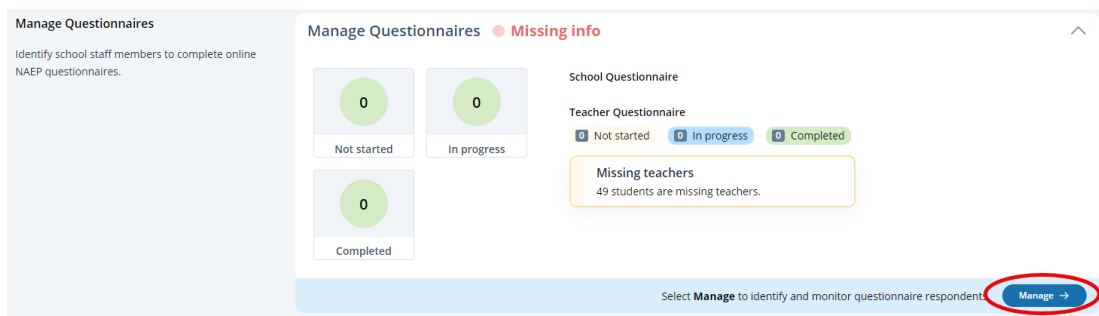 Manage Questionnaires
Identify school staff members to complete online
NAEP questionnaires.
Manage Questionnaires Missing info
0
Not started
0
In progress
0
Completed
School Questionnaire
Teacher Questionnaire
0 Not started 0 In progress 0 Completed
Missing teachers
49 students are missing teachers.
Select Manage to identify and monitor questionnaire respondents
Manage →